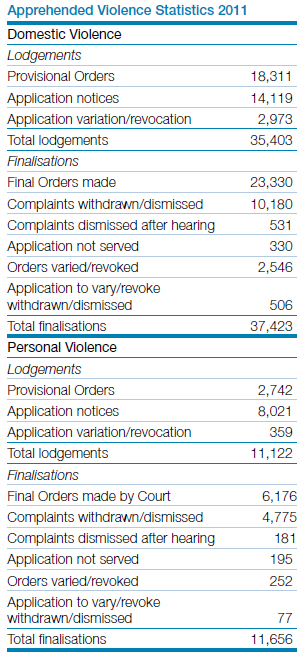 Apprehended Violence Statistics 2011
Domestic Violence
Lodgements
Provisional Orders 18,311
Application notices 14,119
Application variation/revocation 2,973
Total lodgements 35,403
Finalisations
Final Orders made 23,330
Complaints withdrawn/dismissed 10,180
Complaints dismissed after hearing 531
Application not served 330
Orders varied/revoked 2,546
Application to vary/revoke
withdrawn/dismissed 506
Total finalisations 37,423
Personal Violence
Lodgements
Provisional Orders 2,742
Application notices 8,021
Application variation/revocation 359
Total lodgements 11,122
Finalisations
Final Orders made by Court 6,176
Complaints withdrawn/dismissed 4,775
Complaints dismissed after hearing 181
Application not served 195
Orders varied/revoked 252
Application to vary/revoke
withdrawn/dismissed 77
Total finalisations 11,656